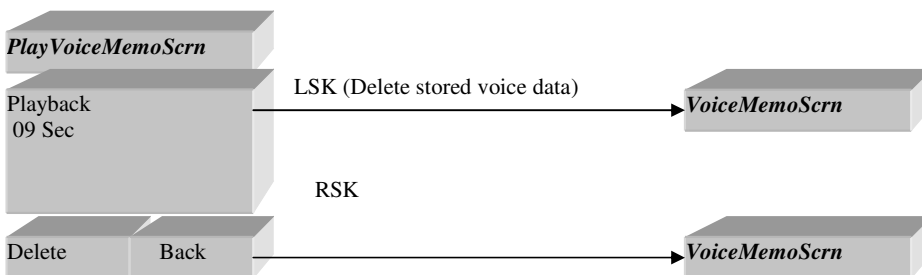 PlayVoiceMemoScrn
LSK (Delete stored voice data)
Playback
VoiceMemoScrn
09 Sec
RSK
Delete Back
VoiceMemoScrn